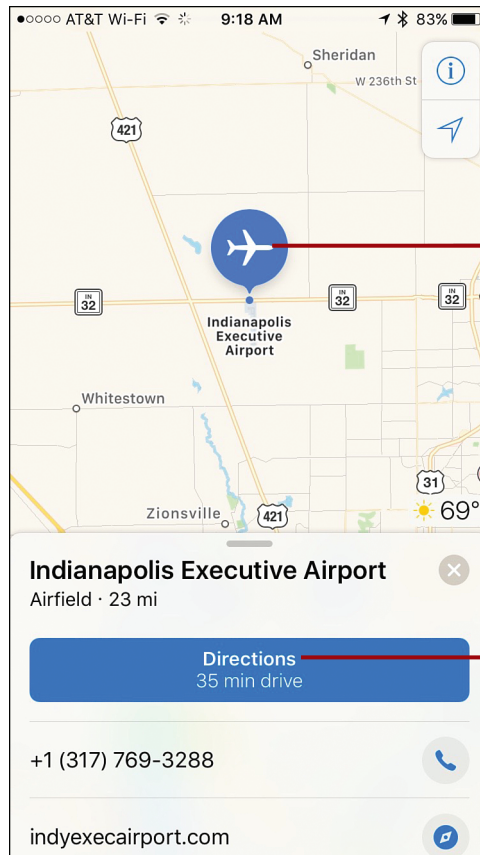 AT&T Wi-Fi 9:18 AM 83%
Sheridan
W 236th St
421
IN
32
IN
32
IN
32
Indianapolis
Executive
Airport
Whitestown
31
69°
Zionsville
421
Indianapolis Executive Airport
Airfield · 23 mi
Directions
35 min drive
+1 (317) 769-3288
indyexecairport.com